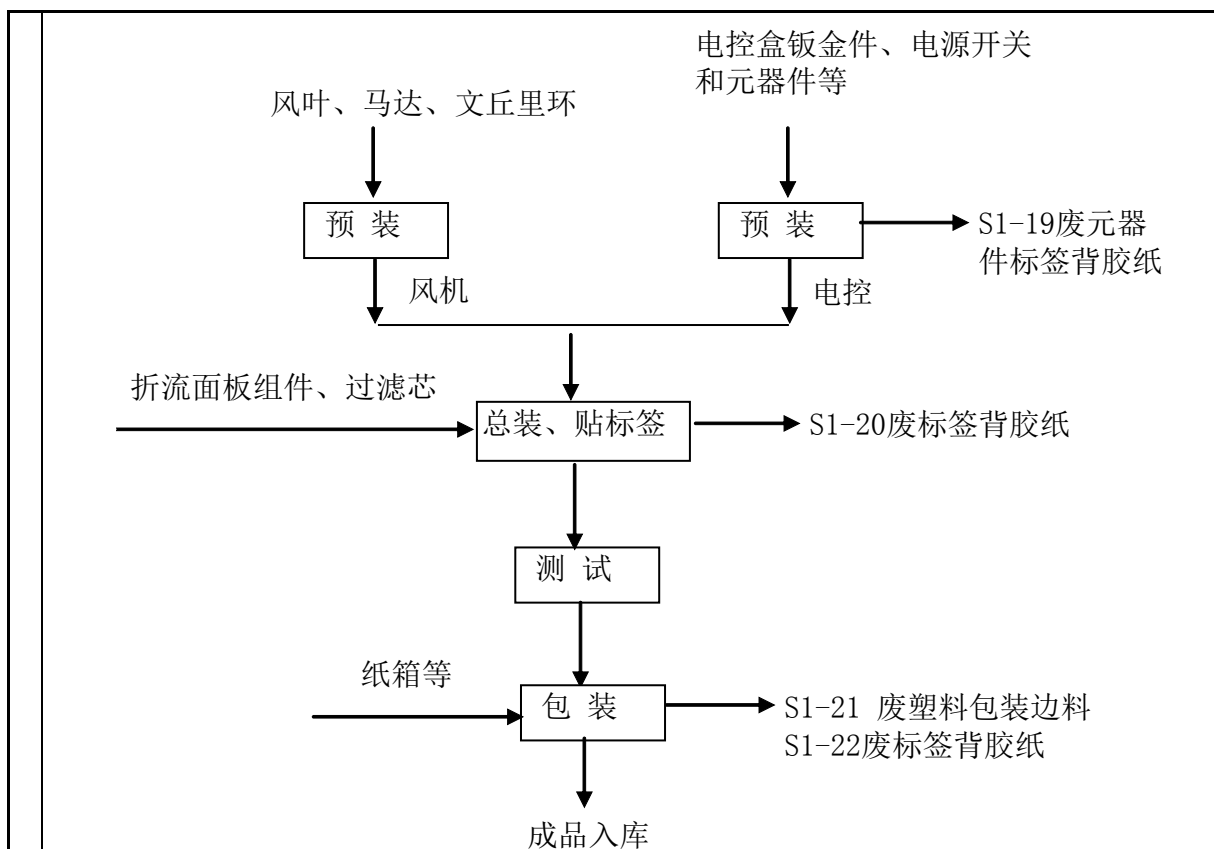 电控盒钣金件、电源开关
和元器件等
风叶、马达、文丘里环
预 装
预 装
S1-19废元器
件标签背胶纸
风机
电控
折流面板组件、过滤芯
总装、贴标签
S1-20废标签背胶纸
测 试
纸箱等
包 装
S1-21 废塑料包装边料
S1-22废标签背胶纸
成品入库